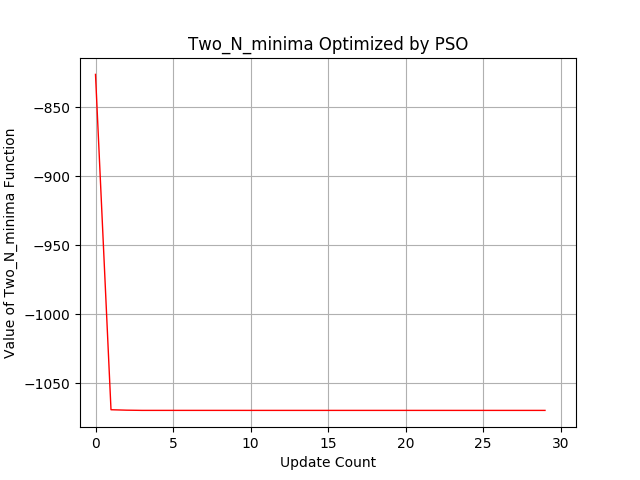 Two_N_minima Optimized by PSO
Value of Two_N_minima Function
−850
−900
−950
−1000
−1050
0 5 10 15 20 25 30
Update Count